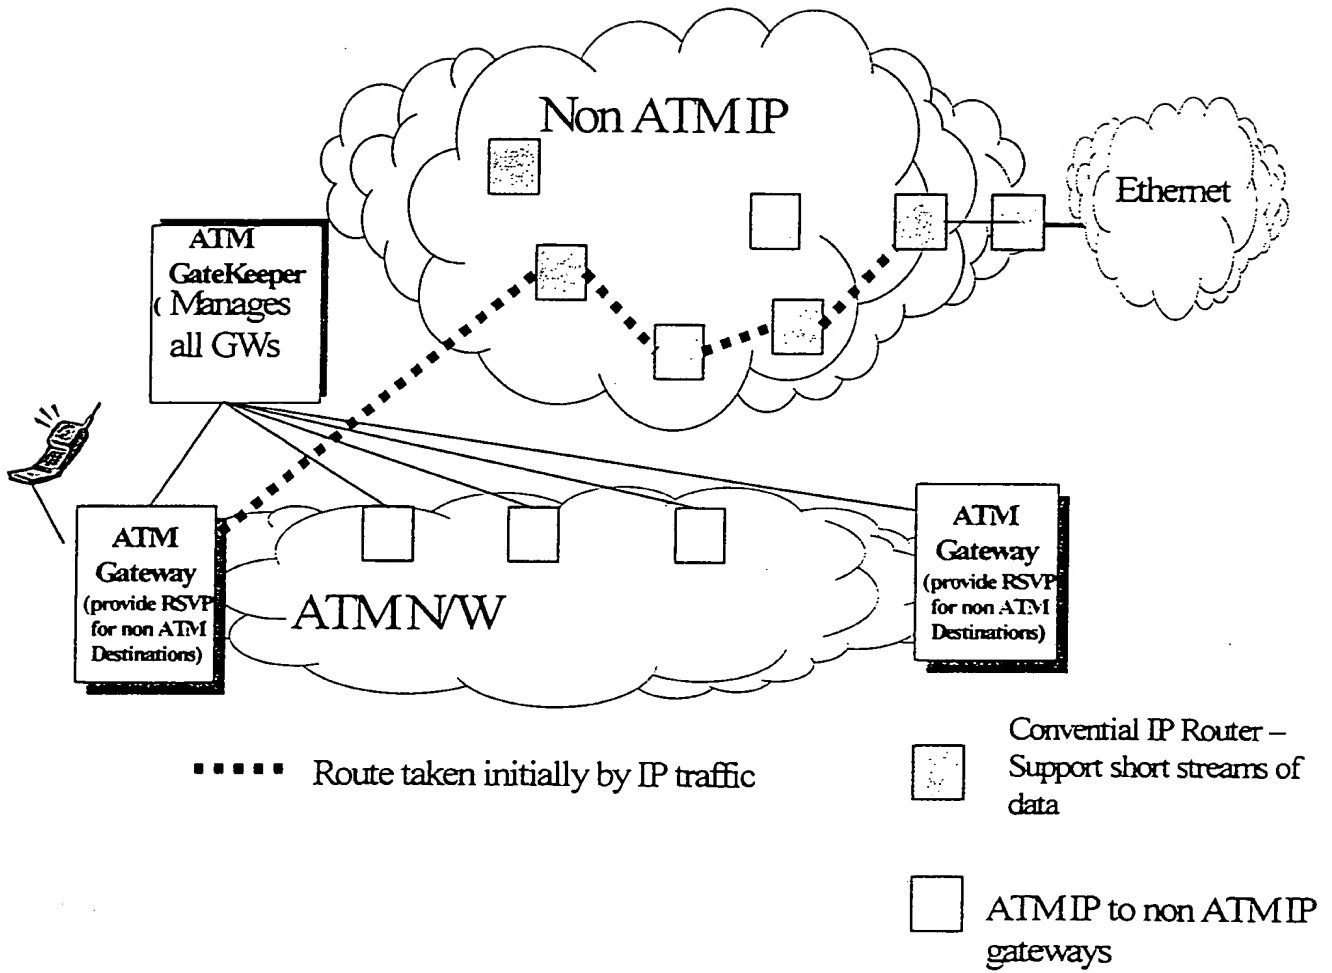 Non ATM IP
Ethernet
ATM
GateKeeper
( Manages
all GWs
ATM
Gateway
(provide RSVP
for non ATM
Destinations)
ATM N/W
ATM
Gateway
(provide RSVP
for non ATM
Destinations)
Route taken initially by IP traffic
Convential IP Router –
Support short streams of
data
ATM IP to non ATM IP
gateways